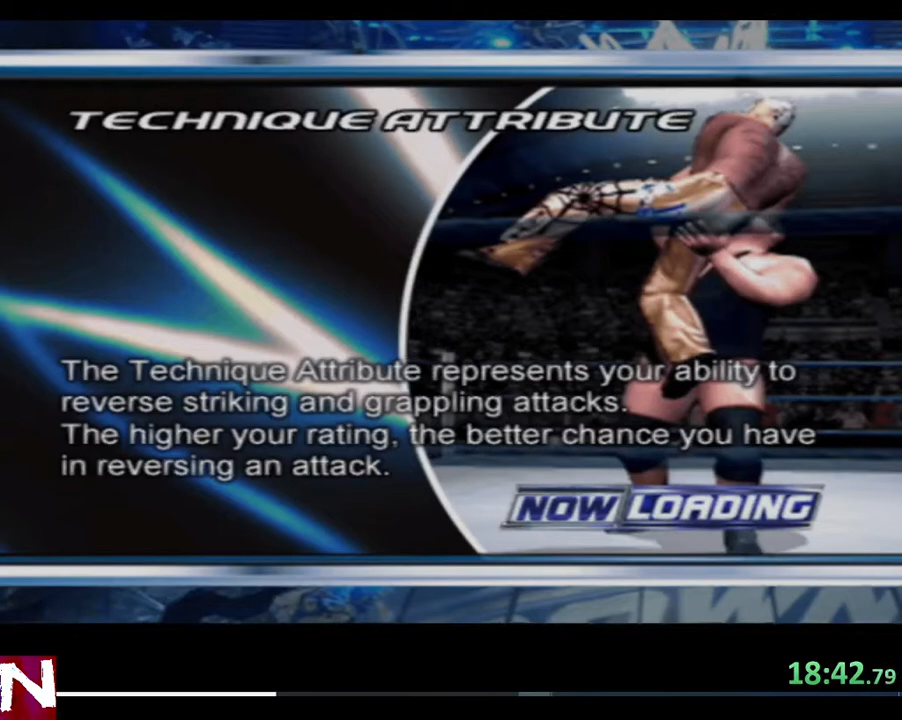 TECHNIQUE ATTRIBUTE
The Technique Attribute represents your ability to
reverse striking and grappling attacks.
The higher your rating, the better chance you have
in reversing an attack.
NOW LOADING
N
18:42.79